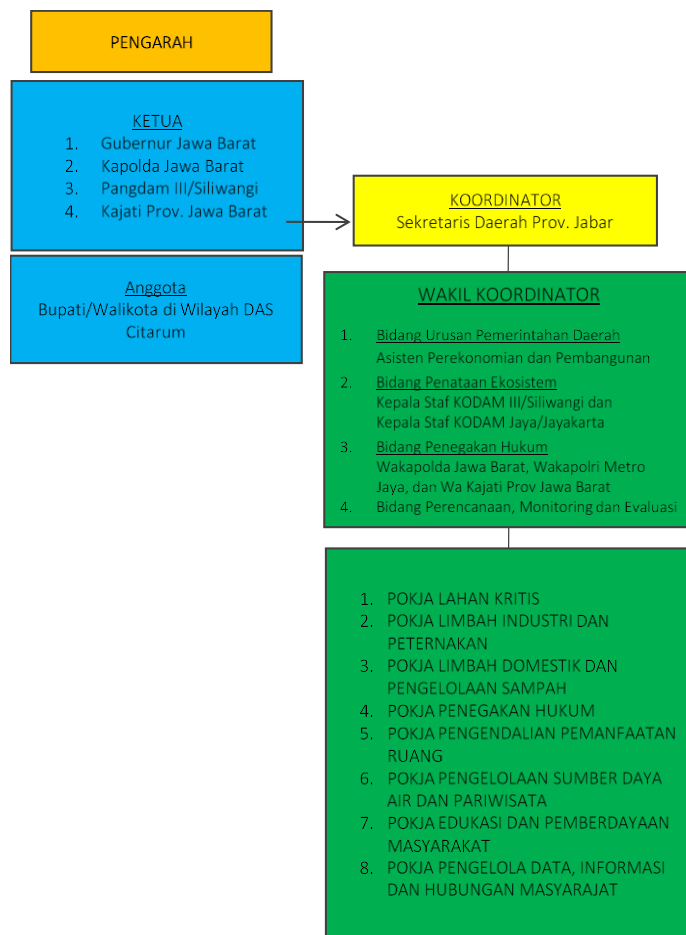 PENGARAH
KETUA
1. Gubernur Jawa Barat
2. Kapolda Jawa Barat
3. Pangdam III/Siliwangi
4. Kajati Prov. Jawa Barat
Anggota
Bupati/Walikota di Wilayah DAS
Citarum
KOORDINATOR
Sekretaris Daerah Prov. Jabar
WAKIL KOORDINATOR
1. Bidang Urusan Pemerintahan Daerah
Asisten Perekonomian dan Pembangunan
2. Bidang Penataan Ekosistem
Kepala Staf KODAM III/Siliwangi dan
Kepala Staf KODAM Jaya/Jayakarta
3. Bidang Penegakan Hukum
Wakapolda Jawa Barat, Wakapolri Metro
Jaya, dan Wa Kajati Prov Jawa Barat
4. Bidang Perencanaan, Monitoring dan Evaluasi
1. POKJA LAHAN KRITIS
2. POKJA LIMBAH INDUSTRI DAN
PETERNAKAN
3. POKJA LIMBAH DOMESTIK DAN
PENGELOLAAN SAMPAH
4. POKJA PENEGAKAN HUKUM
5. POKJA PENGENDALIAN PEMANFAATAN
RUANG
6. POKJA PENGELOLAAN SUMBER DAYA
AIR DAN PARIWISATA
7. POKJA EDUKASI DAN PEMBERDAYAAN
MASYARAKAT
8. POKJA PENGELOLA DATA, INFORMASI
DAN HUBUNGAN MASYARAJAT